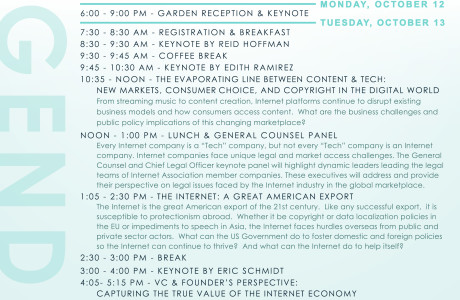 MONDAY, OCTOBER 12
6:00 - 9:00 PM - GARDEN RECEPTION & KEYNOTE
TUESDAY, OCTOBER 13
7:30 - 8:30 AM - REGISTRATION & BREAKFAST
8:30 - 9:30 AM - KEYNOTE BY REID HOFFMAN
9:30 - 9:45 AM - COFFEE BREAK
9:45 - 10:30 AM - KEYNOTE BY EDITH RAMIREZ
10:35 - NOON - THE EVAPORATING LINE BETWEEN CONTENT & TECH:
NEW MARKETS, CONSUMER CHOICE, AND COPYRIGHT IN THE DIGITAL WORLD
From streaming music to content creation, Internet platforms continue to disrupt existing
business models and how consumers access content. What are the business challenges and
public policy implications of this changing marketplace?
NOON - 1:00 PM - LUNCH & GENERAL COUNSEL PANEL
Every Internet company is a “Tech” company, but not every “Tech” company is an Internet
company. Internet companies face unique legal and market access challenges. The General
Counsel and Chief Legal Officer keynote panel will highlight dynamic leaders leading the legal
teams of Internet Association member companies. These executives will address and provide
their perspective on legal issues faced by the Internet industry in the global marketplace.
1:05 - 2:30 PM - THE INTERNET: A GREAT AMERICAN EXPORT
The Internet is the great American export of the 21st century. Like any successful export, it is
susceptible to protectionism abroad. Whether it be copyright or data localization policies in
the EU or impediments to speech in Asia, the Internet faces hurdles overseas from public and
private sector actors. What can the US Government do to foster domestic and foreign policies
so the Internet can continue to thrive? And what can the Internet do to help itself?
2:30 - 3:00 PM - BREAK
3:00 - 4:00 PM - KEYNOTE BY ERIC SCHMIDT
4:05- 5:15 PM - VC & FOUNDER’S PERSPECTIVE:
CAPTURING THE TRUE VALUE OF THE INTERNET ECONOMY
GEND